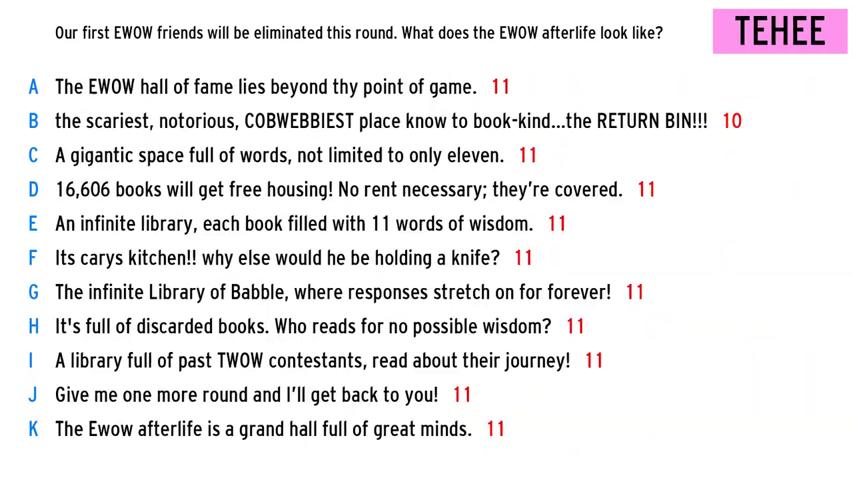 Our first EWOW friends will be eliminated this round. What does the EWOW afterlife look like?
TEHEE
A The EWOW hall of fame lies beyond thy point of game. 11
B the scariest, notorious, COBWEBBIEST place know to book-kind...the RETURN BIN!!! 10
C A gigantic space full of words, not limited to only eleven. 11
D 16,606 books will get free housing! No rent necessary; they're covered. 11
E An infinite library, each book filled with 11 words of wisdom. 11
F Its carys kitchen!! why else would he be holding a knife? 11
G The infinite Library of Babble, where responses stretch on for forever! 11
H It's full of discarded books. Who reads for no possible wisdom? 11
I A library full of past TWOW contestants, read about their journey! 11
J Give me one more round and I'll get back to you! 11
K The Ewow afterlife is a grand hall full of great minds. 11